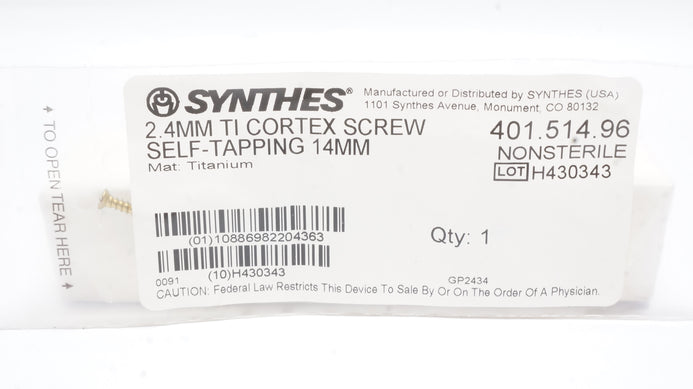 SYNTHES®
Manufactured or Distributed by SYNTHES (USA)
1101 Synthes Avenue, Monument, CO 80132
2.4MM TI CORTEX SCREW
SELF-TAPPING 14MM
Mat: Titanium
401.514.96
NONSTERILE
LOT H430343
(01)10886982204363
(10)H430343
Qty: 1
0091
GP2434
CAUTION: Federal Law Restricts This Device To Sale By Or On The Order Of A Physician.
TO OPEN TEAR HERE